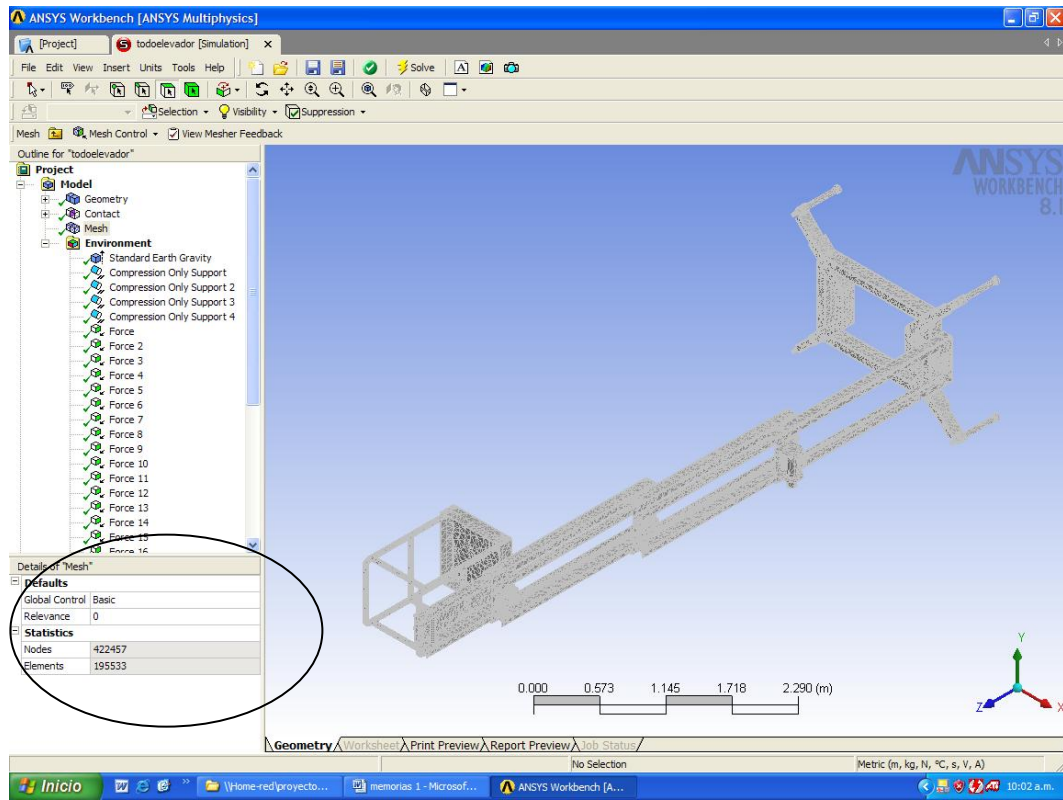 ANSYS Workbench [ANSYS Multiphysics]
[Project] todoelevador [Simulation]
File Edit View Insert Units Tools Help Solve A
Selection Visibility Suppression
Mesh Mesh Control View Mesher Feedback
Outline for "todoelevador"
Project
Model
Geometry
Contact
Mesh
Environment
Standard Earth Gravity
Compression Only Support
Compression Only Support 2
Compression Only Support 3
Compression Only Support 4
Force
Force 2
Force 3
Force 4
Force 5
Force 6
Force 7
Force 8
Force 9
Force 10
Force 11
Force 12
Force 13
Force 14
Force 15
Force 16
Details of "Mesh"
Defaults
Global Control Basic
Relevance 0
Statistics
Nodes 422457
Elements 195533
ANSYS
WORKBENCH
8.1
0.000 0.573 1.145 1.718 2.290 (m)
Y
Z X
Geometry Worksheet Print Preview Report Preview Job Status
No Selection Metric (m, kg, N, ºC, s, V, A)
Inicio \\Home-red\proyecto... memorias 1 - Microsof... ANSYS Workbench [A... 10:02 a.m.